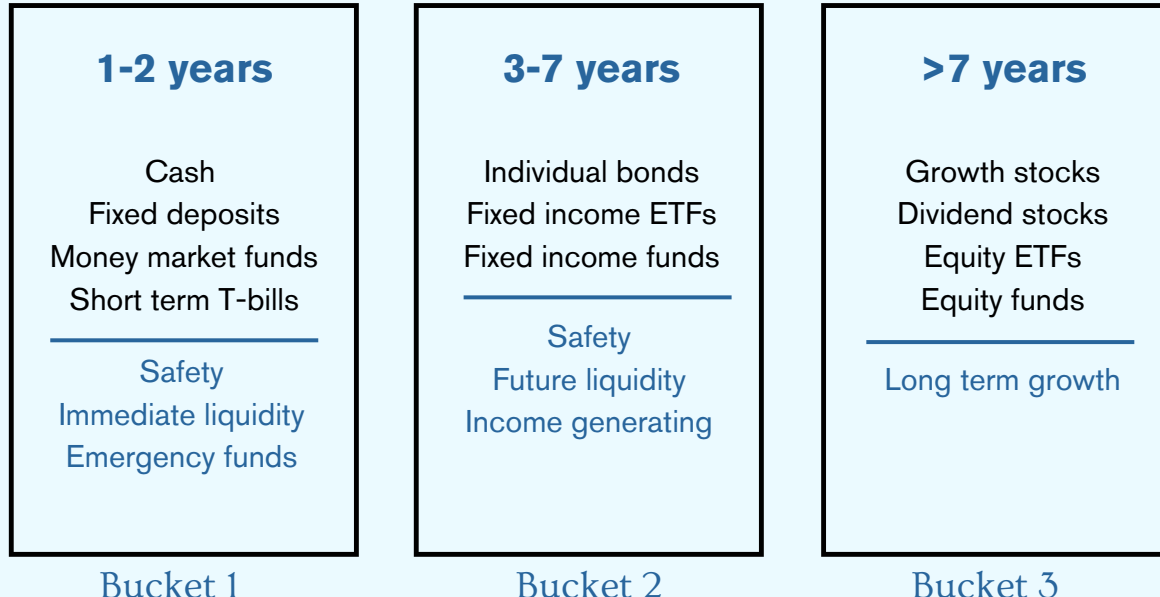 1-2 years
Cash
Fixed deposits
Money market funds
Short term T-bills
Safety
Immediate liquidity
Emergency funds
Bucket 1
3-7 years
Individual bonds
Fixed income ETFs
Fixed income funds
Safety
Future liquidity
Income generating
Bucket 2
>7 years
Growth stocks
Dividend stocks
Equity ETFs
Equity funds
Long term growth
Bucket 3